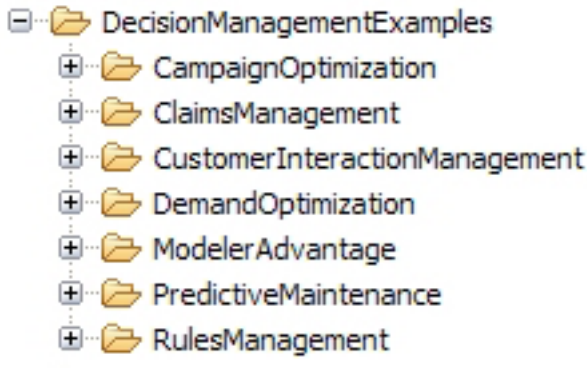 DecisionManagementExamples
CampaignOptimization
ClaimsManagement
CustomerInteractionManagement
DemandOptimization
ModelerAdvantage
PredictiveMaintenance
RulesManagement